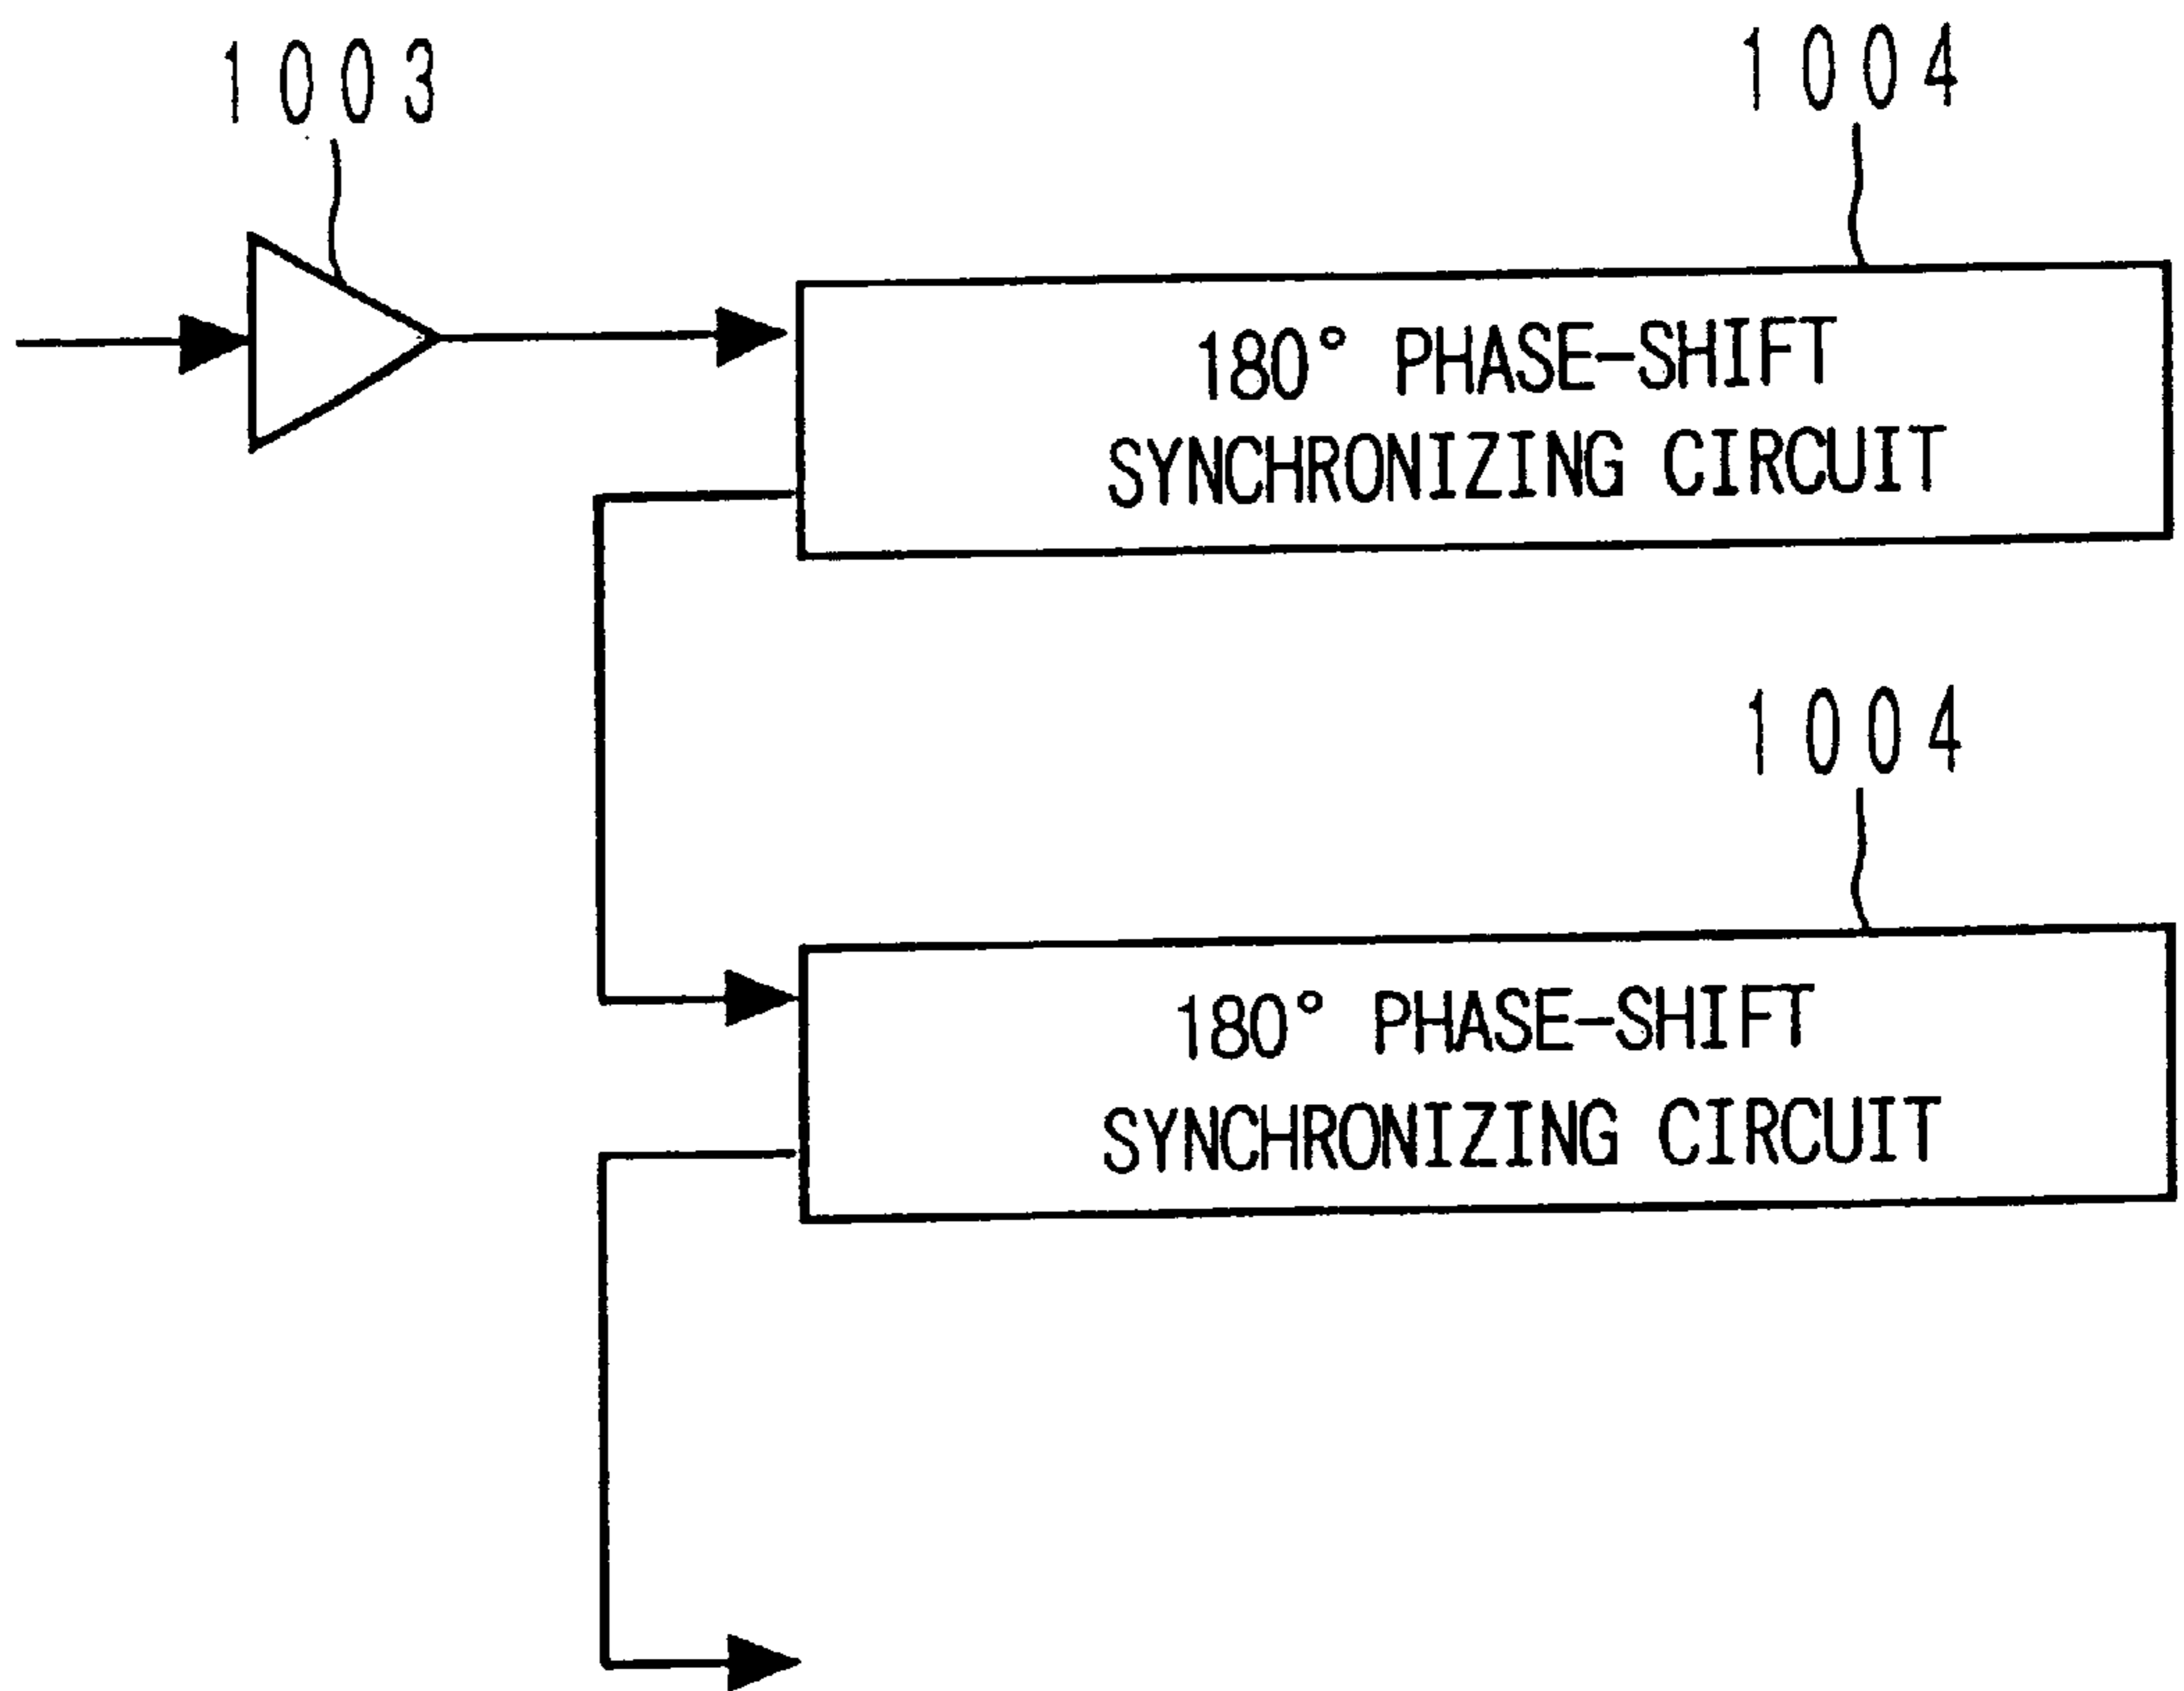 1003
1004
180° PHASE-SHIFT
SYNCHRONIZING CIRCUIT
1004
180° PHASE-SHIFT
SYNCHRONIZING CIRCUIT